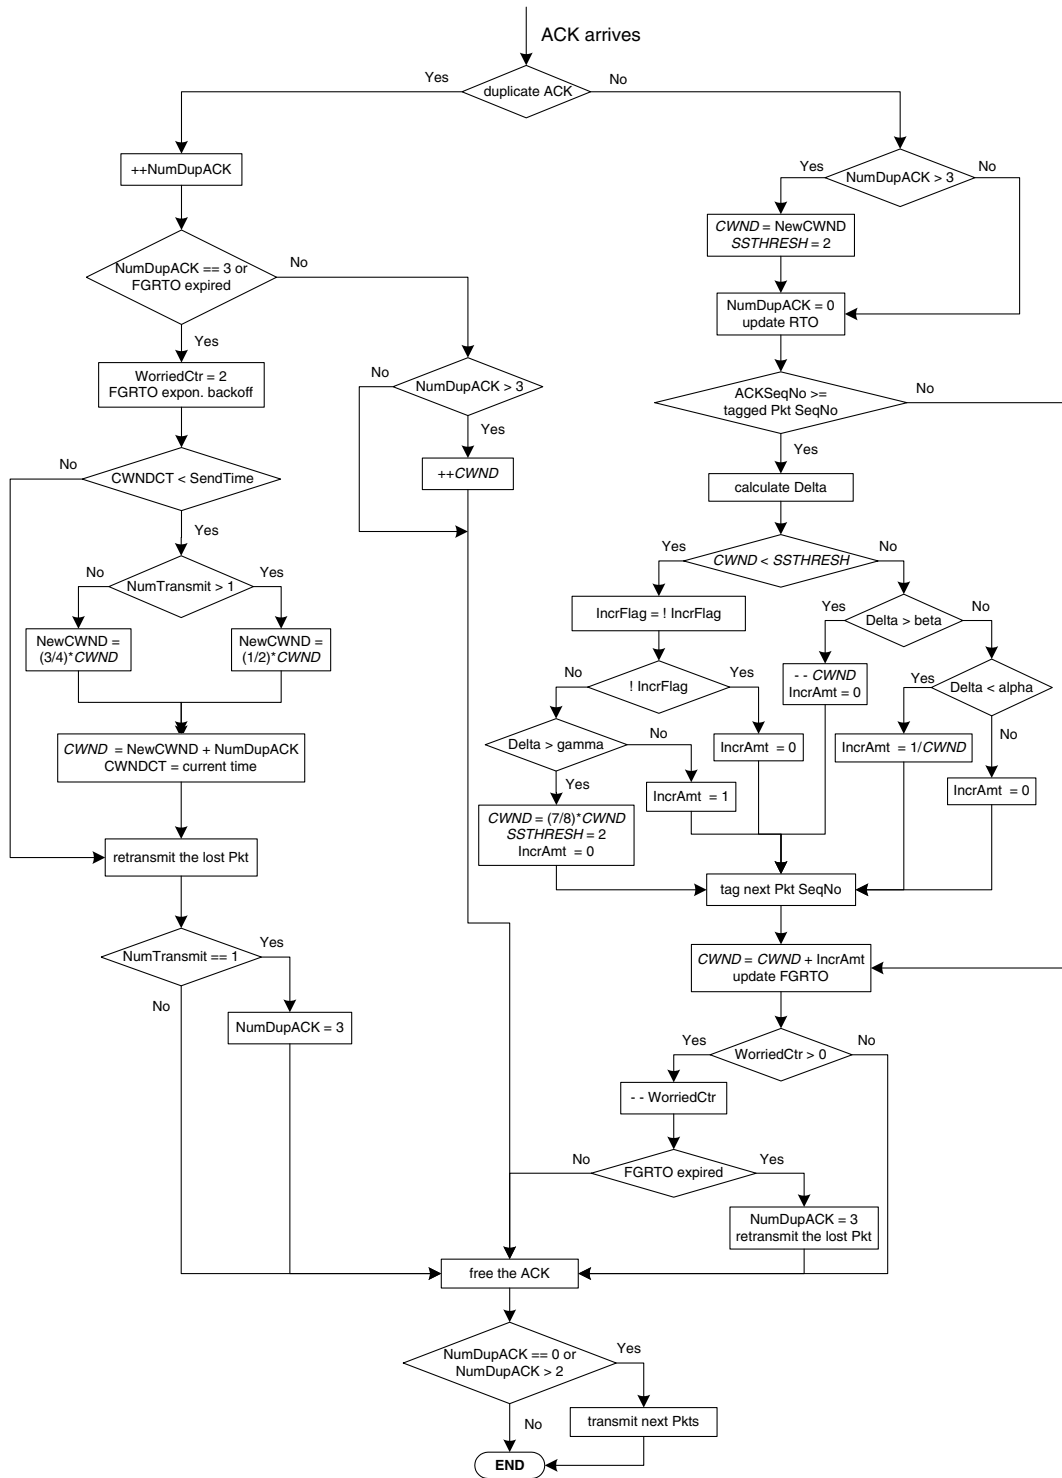 ACK arrives
Yes
No
duplicate ACK
++NumDupACK
Yes
No
NumDupACK > 3
CWND = NewCWND
SSTHRESH = 2
NumDupACK == 3 or
FGRTO expired
No
NumDupACK = 0
update RTO
Yes
WorriedCtr = 2
FGRTO expon. backoff
No
NumDupACK > 3
ACKSeqNo >=
tagged Pkt SeqNo
No
Yes
Yes
No
CWNDCT < SendTime
++CWND
calculate Delta
Yes
Yes
No
CWND < SSTHRESH
No
Yes
NumTransmit > 1
IncrFlag = ! IncrFlag
Yes
No
Delta > beta
NewCWND =
(3/4)*CWND
NewCWND =
(1/2)*CWND
No
Yes
! IncrFlag
- - CWND
IncrAmt = 0
Yes
Delta < alpha
CWND = NewCWND + NumDupACK
CWNDCT = current time
Delta > gamma
No
IncrAmt = 0
IncrAmt = 1/CWND
No
Yes
IncrAmt = 1
IncrAmt = 0
CWND = (7/8)*CWND
SSTHRESH = 2
IncrAmt = 0
retransmit the lost Pkt
tag next Pkt SeqNo
NumTransmit == 1
Yes
CWND = CWND + IncrAmt
update FGRTO
No
NumDupACK = 3
Yes
No
WorriedCtr > 0
- - WorriedCtr
No
Yes
FGRTO expired
NumDupACK = 3
retransmit the lost Pkt
free the ACK
NumDupACK == 0 or
NumDupACK > 2
Yes
No
transmit next Pkts
END